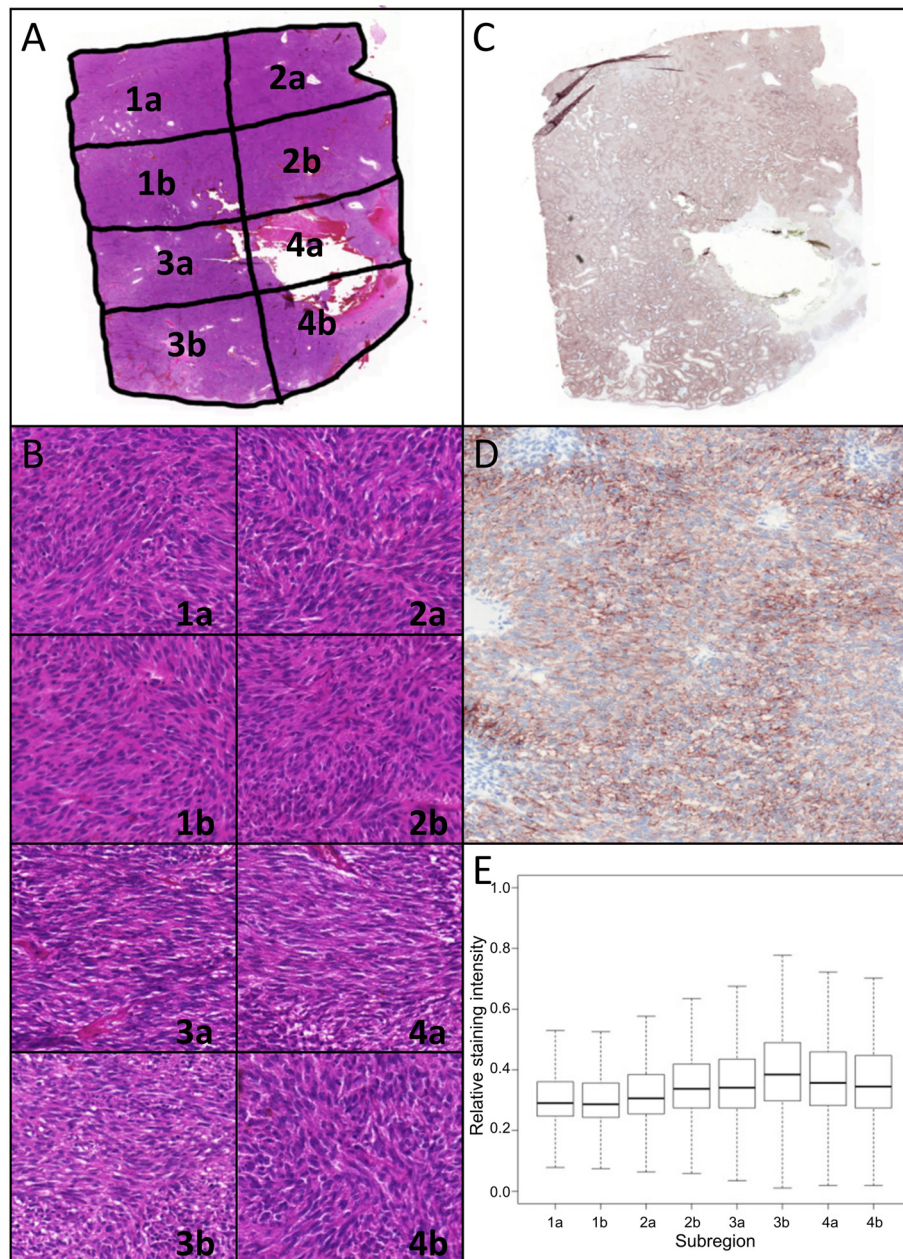 A
1a
2a
1b
2b
3a
4a
3b
4b
C
B
1a
2a
1b
2b
3a
4a
3b
4b
D
E
Relative staining intensity
1.0
0.8
0.6
0.4
0.2
0.0
1a 1b 2a 2b 3a 3b 4a 4b
Subregion